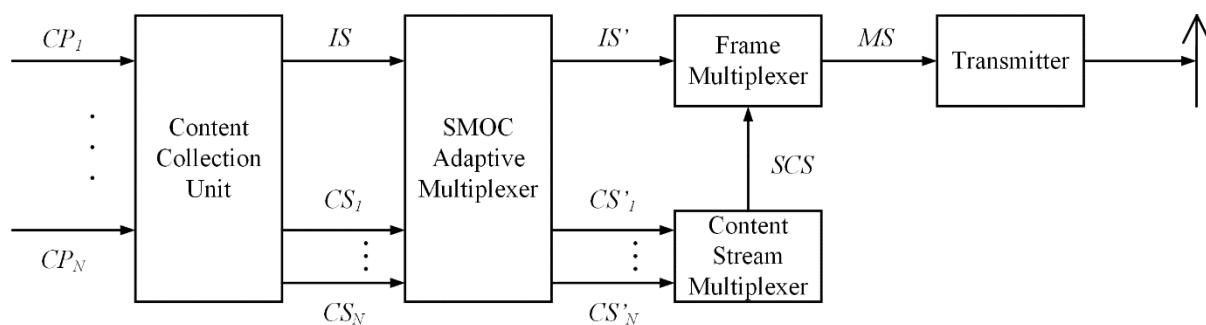 CP₁
IS
IS'
MS
Frame
Multiplexer
Transmitter
Content
Collection
Unit
SMOC
Adaptive
Multiplexer
SCS
CS₁
CS'₁
CP_N
CS_N
CS'_N
Content
Stream
Multiplexer